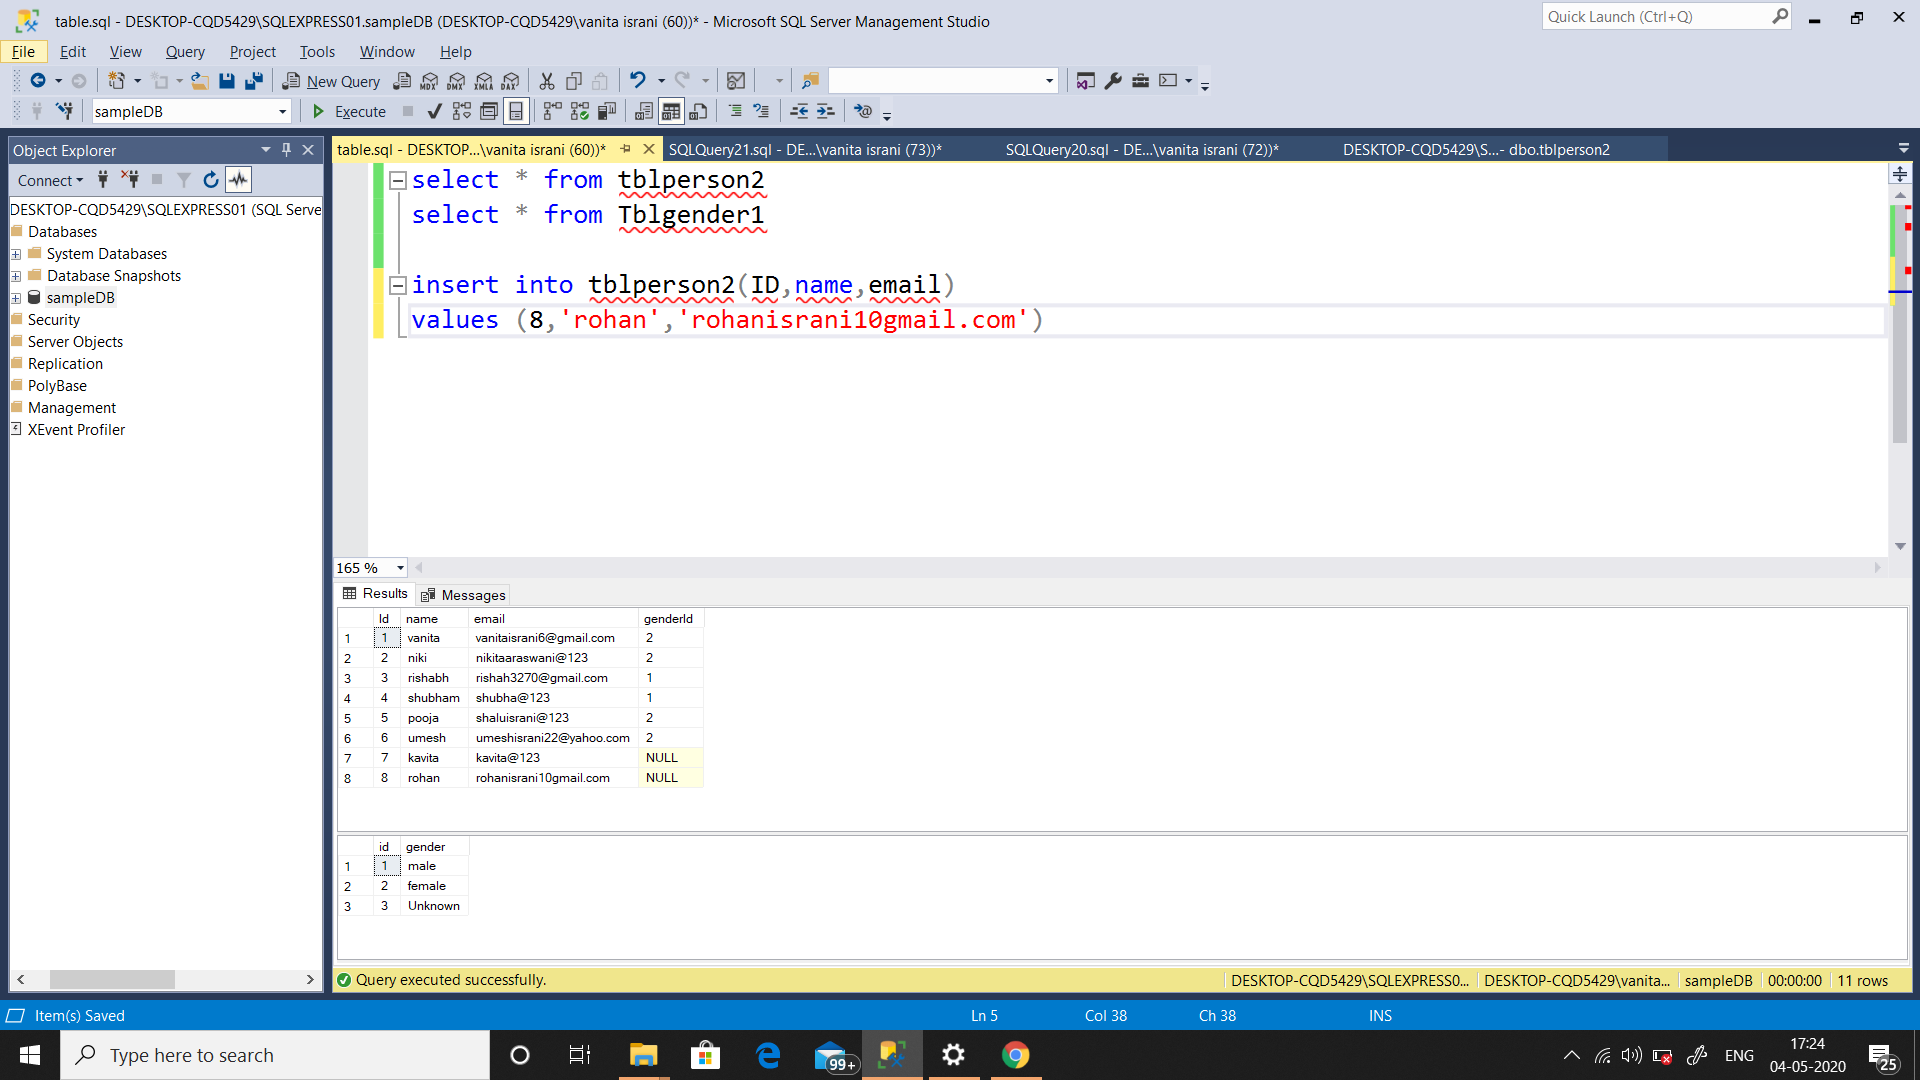 table.sql - DESKTOP-CQD5429\SQLEXPRESS01.sampleDB (DESKTOP-CQD5429\vanita israni (60))* - Microsoft SQL Server Management Studio
Quick Launch (Ctrl+Q)
File Edit View Query Project Tools Window Help
New Query MDX DMX XMLA DAX
sampleDB Execute
Object Explorer
Connect
DESKTOP-CQD5429\SQLEXPRESS01 (SQL Serve
Databases
System Databases
Database Snapshots
sampleDB
Security
Server Objects
Replication
PolyBase
Management
XEvent Profiler
table.sql - DESKTOP...\vanita israni (60))* SQLQuery21.sql - DE...\vanita israni (73))* SQLQuery20.sql - DE...\vanita israni (72))* DESKTOP-CQD5429\S...- dbo.tblperson2
select * from tblperson2
select * from Tblgender1
insert into tblperson2(ID,name,email)
values (8,'rohan','rohanisrani10gmail.com')
165 %
Results Messages
Id name email genderId
1 1 vanita vanitaisrani6@gmail.com 2
2 2 niki nikitaaraswani@123 2
3 3 rishabh rishah3270@gmail.com 1
4 4 shubham shubha@123 1
5 5 pooja shaluisrani@123 2
6 6 umesh umeshisrani22@yahoo.com 2
7 7 kavita kavita@123 NULL
8 8 rohan rohanisrani10gmail.com NULL
id gender
1 1 male
2 2 female
3 3 Unknown
Query executed successfully. DESKTOP-CQD5429\SQLEXPRESS0... DESKTOP-CQD5429\vanita... sampleDB 00:00:00 11 rows
Item(s) Saved Ln 5 Col 38 Ch 38 INS
Type here to search
99+
ENG
17:24
04-05-2020
25